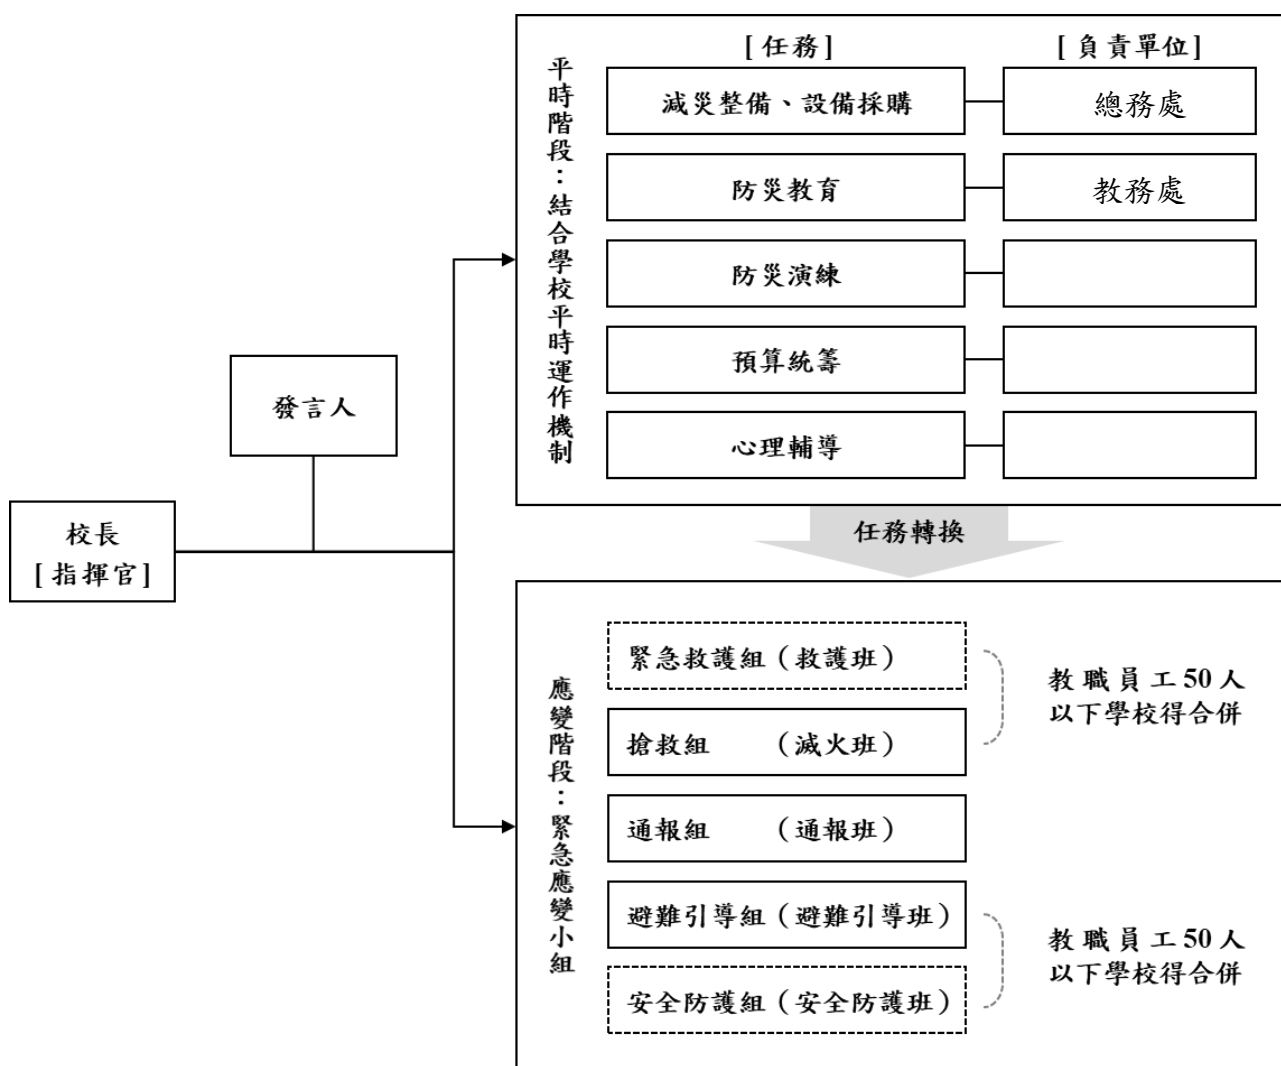 [任務]
[負責單位]
平時階段：結合學校平時運作機制
減災整備、設備採購
總務處
防災教育
教務處
防災演練
預算統籌
心理輔導
發言人
校長
[指揮官]
任務轉換
應變階段：緊急應變小組
緊急救護組（救護班）
搶救組　　（滅火班）
教職員工50人
以下學校得合併
通報組　　（通報班）
避難引導組（避難引導班）
安全防護組（安全防護班）
教職員工50人
以下學校得合併